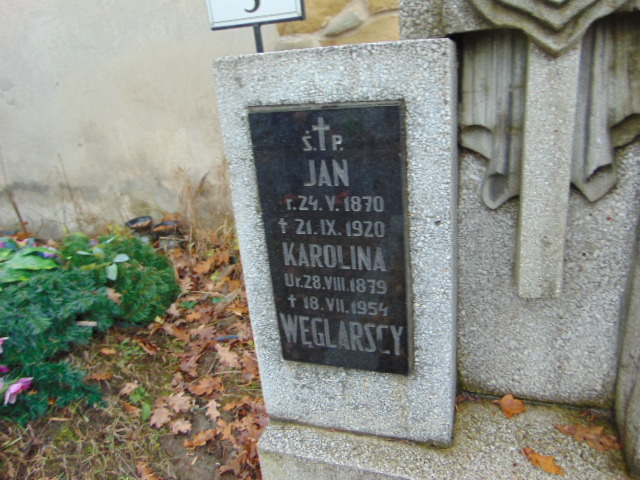 Ś.†P.
JAN
r. 24. V. 1870
† 21. IX. 1920
KAROLINA
Ur. 28. VIII. 1879
† 18. VII. 1954
WĘGLARSCY